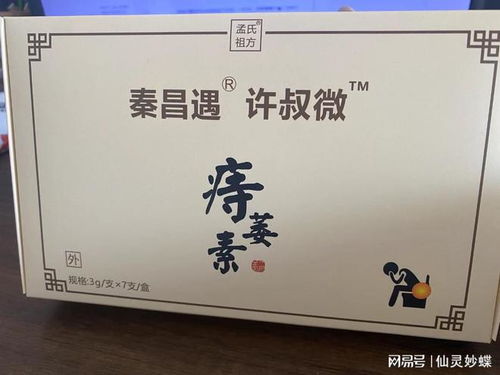 孟氏®
祖方
秦昌遇® 许叔微™
痔
萎
素
外
规格:3g/支×7支/盒
网易号 | 仙灵妙蝶